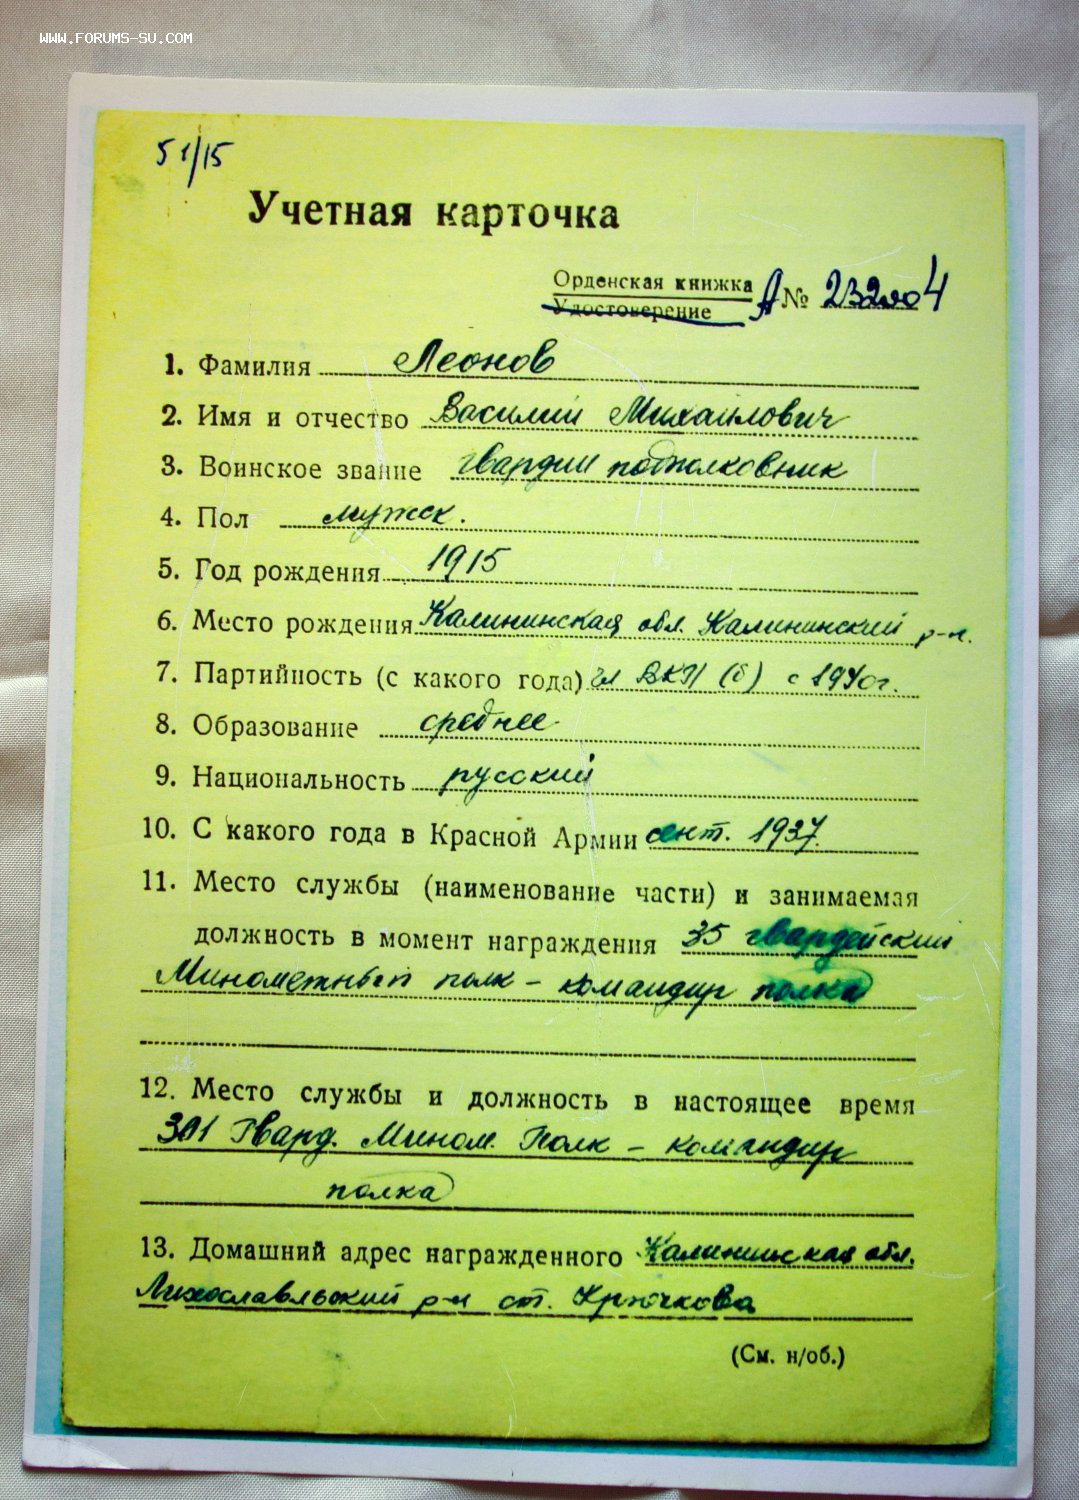 WWW.FORUMS-SU.COM
51/15
Учетная карточка
Орденская книжка
Удостоверение А №
1. Фамилия Леонов
2. Имя и отчество Василий Михаилович
3. Воинское звание гвардии подполковник
4. Пол мужск.
5. Год рождения 1915
6. Место рождения Калининская обл. Калининский р-н.
7. Партийность (с какого года) чл ВКП (б) с 1940г.
8. Образование среднее
9. Национальность русский
10. С какого года в Красной Армии сент. 1937.
11. Место службы (наименование части) и занимаемая
должность в момент награждения 35 гвардейский
Минометный полк - командир полка
12. Место службы и должность в настоящее время
301 Гвард. Мином. Полк - командир
полка
13. Домашний адрес награжденного Калининская обл.
Лихославльский р-н ст. Крючкова
(См. н/об.)